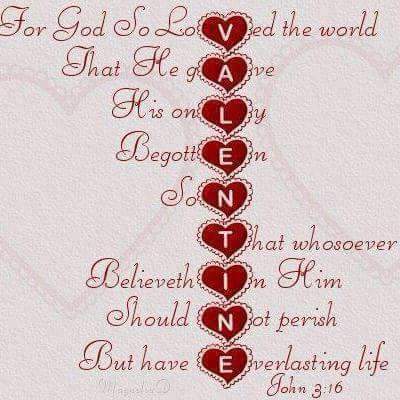 For God So LoVed the world
That He gAve
His onLy
BegottEn
SoN
That whosoever
Believeth In Him
Should Not perish
But have Everlasting life
John 3:16